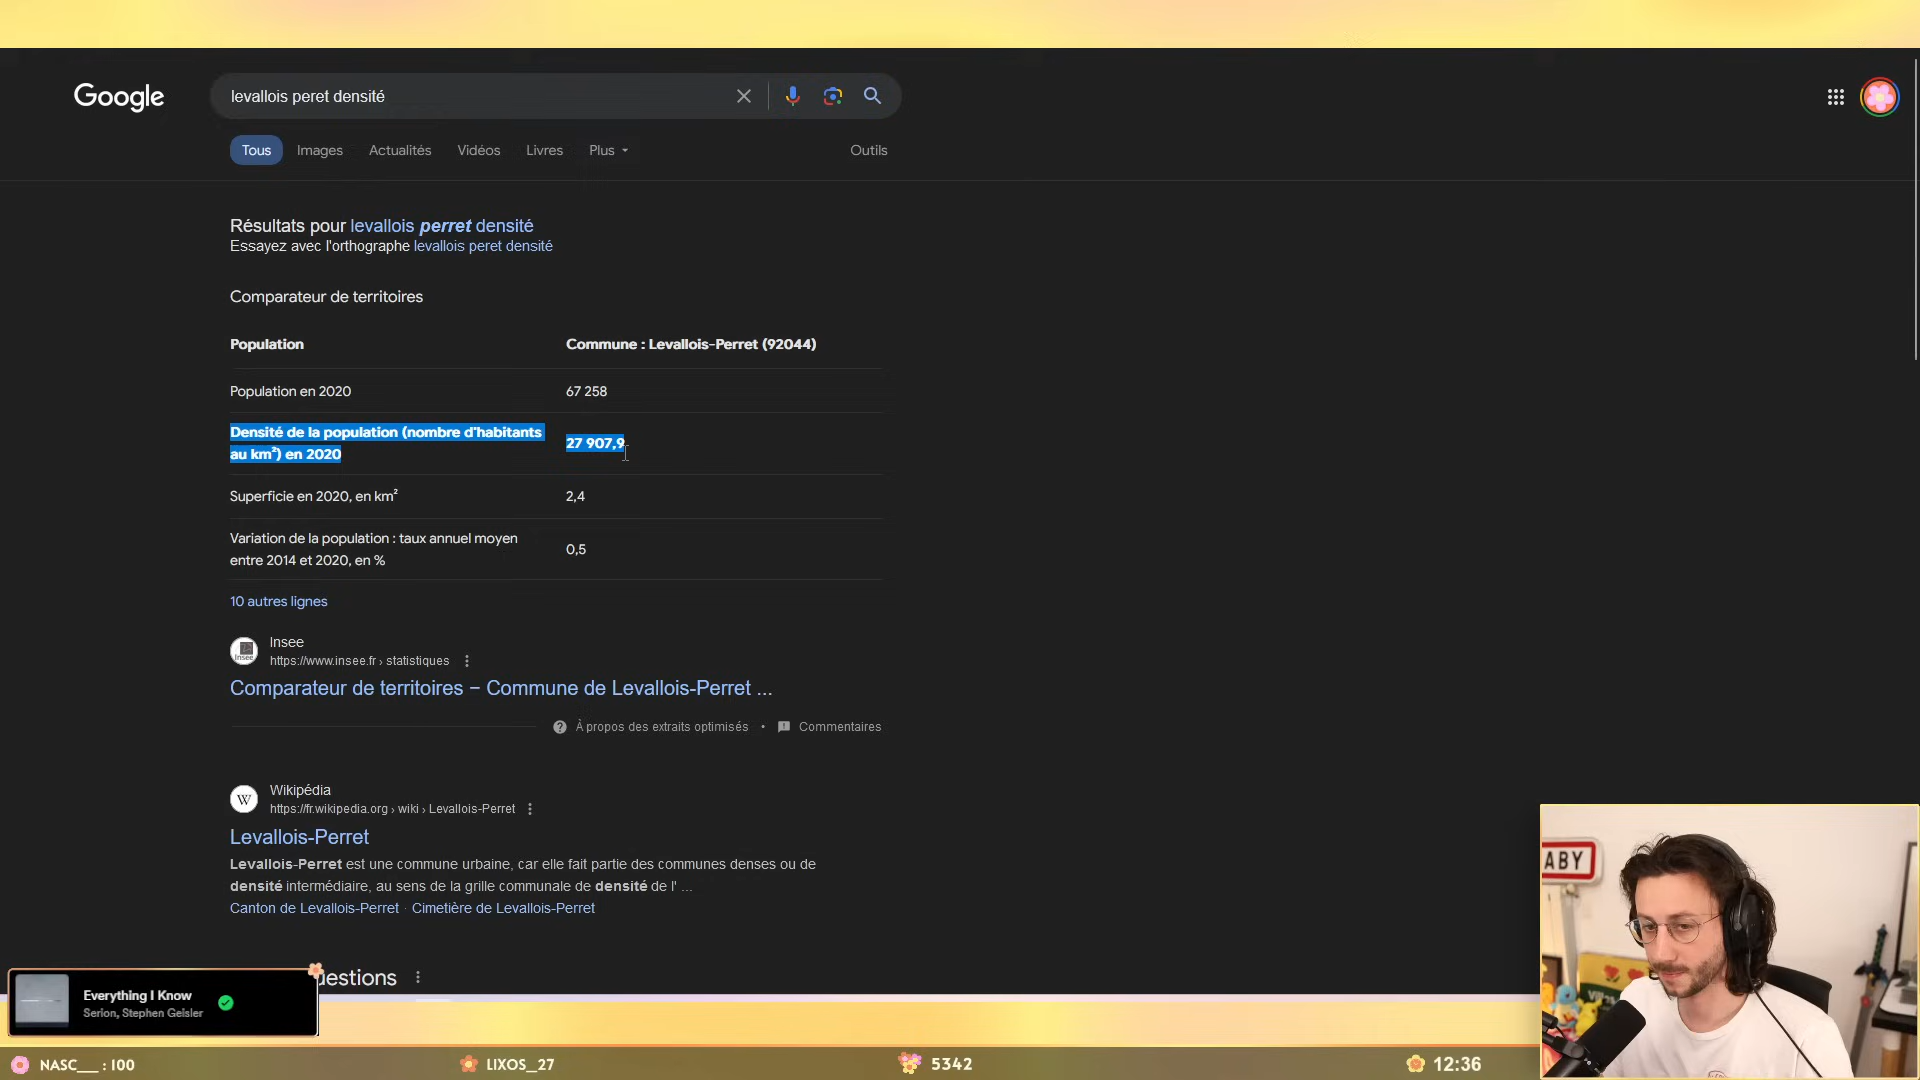 Google
levallois peret densité
Tous
Images
Actualités
Vidéos
Livres
Plus
Outils
Résultats pour levallois perret densité
Essayez avec l'orthographe levallois peret densité
Comparateur de territoires
Population
Commune : Levallois-Perret (92044)
Population en 2020
67 258
Densité de la population (nombre d'habitants
au km²) en 2020
27 907,9
Superficie en 2020, en km²
2,4
Variation de la population : taux annuel moyen
entre 2014 et 2020, en %
0,5
10 autres lignes
Insee
https://www.insee.fr › statistiques
Comparateur de territoires − Commune de Levallois-Perret ...
À propos des extraits optimisés
•
Commentaires
W
Wikipédia
https://fr.wikipedia.org › wiki › Levallois-Perret
Levallois-Perret
Levallois-Perret est une commune urbaine, car elle fait partie des communes denses ou de
densité intermédiaire, au sens de la grille communale de densité de l' ...
Canton de Levallois-Perret · Cimetière de Levallois-Perret
uestions
ABY
Everything I Know
Serion, Stephen Geisler
NASC___ : 100
LIXOS_27
5342
12:36